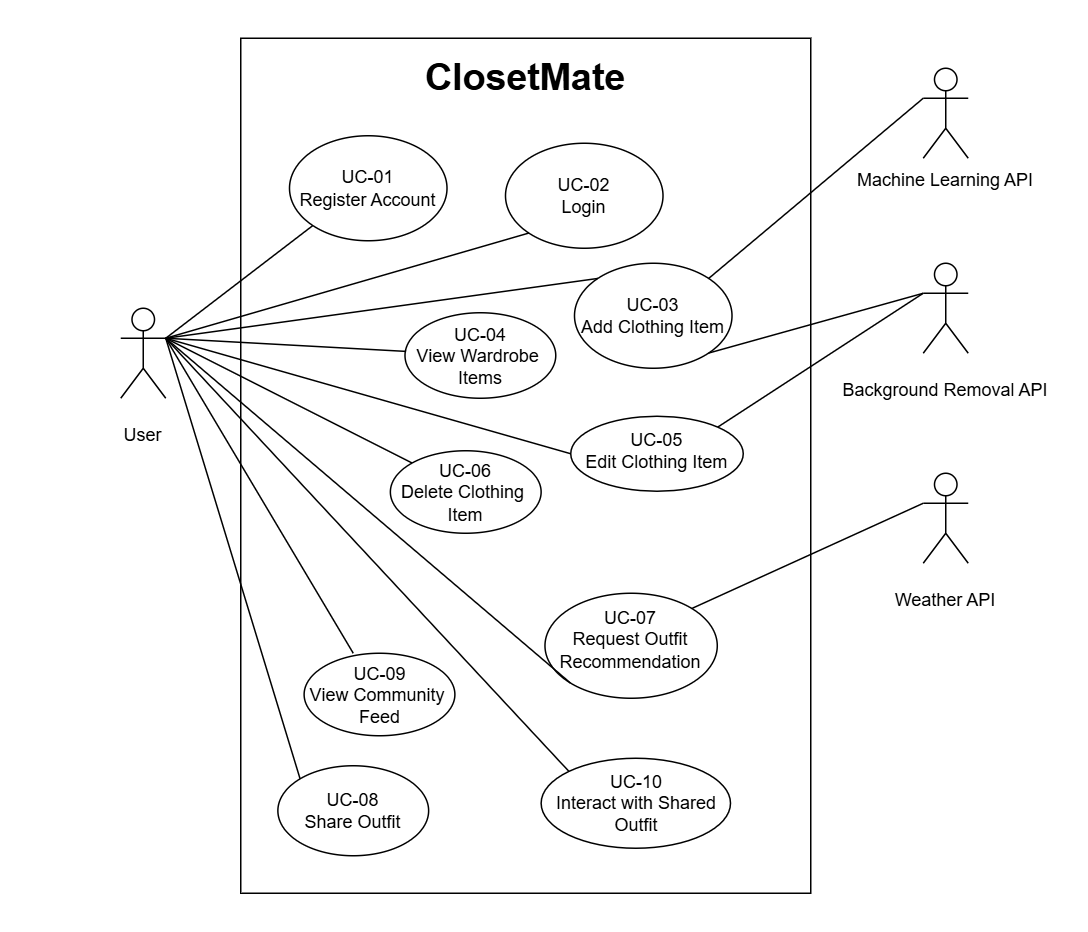 ClosetMate
UC-01
Register Account
UC-02
Login
UC-03
Add Clothing Item
UC-04
View Wardrobe
Items
UC-05
Edit Clothing Item
UC-06
Delete Clothing
Item
UC-07
Request Outfit
Recommendation
UC-09
View Community
Feed
UC-08
Share Outfit
UC-10
Interact with Shared
Outfit
User
Machine Learning API
Background Removal API
Weather API